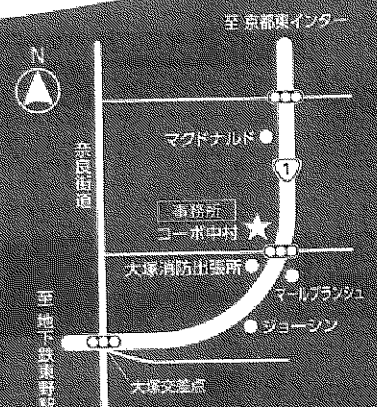 至 京都東インター
N
マクドナルド
奈良街道
1
事務所
コーポ中村
大塚消防出張所
マールブランシュ
至 地下鉄東野駅
ジョーシン
大塚交差点